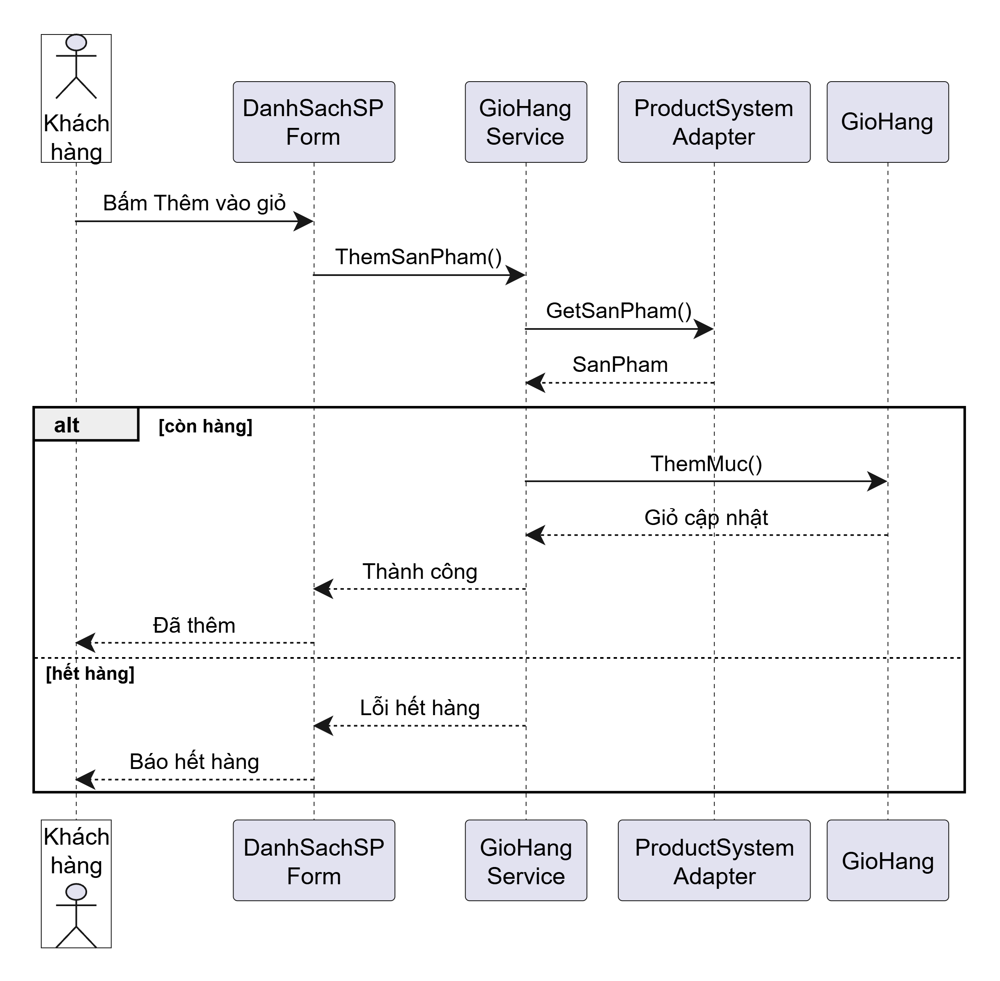 Khách
hàng
DanhSachSP
Form
GioHang
Service
ProductSystem
Adapter
GioHang
Bấm Thêm vào giỏ
ThemSanPham()
GetSanPham()
SanPham
alt [còn hàng]
ThemMuc()
Giỏ cập nhật
Thành công
Đã thêm
[hết hàng]
Lỗi hết hàng
Báo hết hàng
Khách
hàng
DanhSachSP
Form
GioHang
Service
ProductSystem
Adapter
GioHang